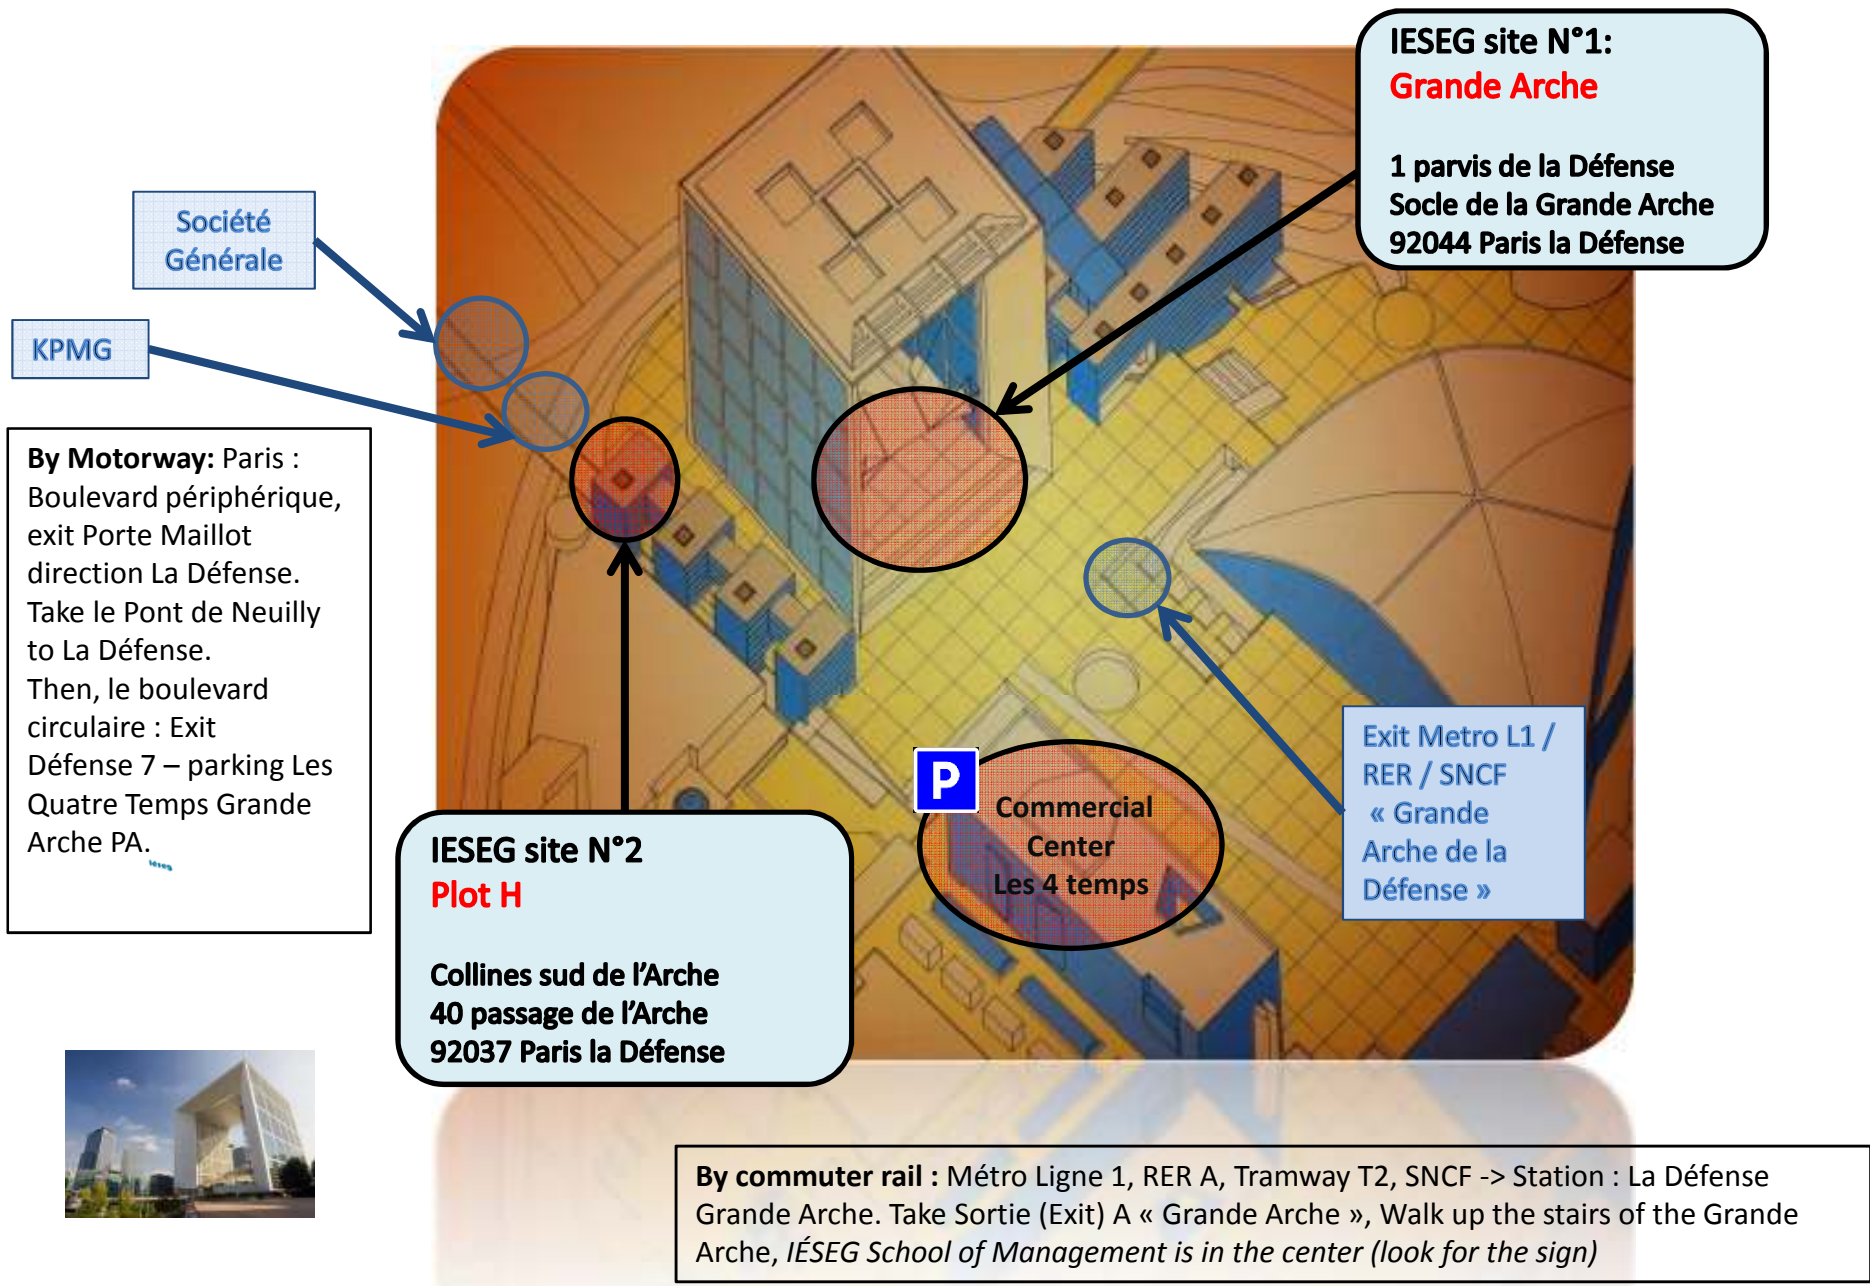 IESEG site N°1:
Grande Arche
1 parvis de la Défense
Socle de la Grande Arche
92044 Paris la Défense
Société
Générale
KPMG
By Motorway: Paris :
Boulevard périphérique,
exit Porte Maillot
direction La Défense.
Take le Pont de Neuilly
to La Défense.
Then, le boulevard
circulaire : Exit
Défense 7 – parking Les
Quatre Temps Grande
Arche PA.
iéseg
P
Commercial
Center
Les 4 temps
Exit Metro L1 /
RER / SNCF
« Grande
Arche de la
Défense »
IESEG site N°2
Plot H
Collines sud de l’Arche
40 passage de l’Arche
92037 Paris la Défense
By commuter rail : Métro Ligne 1, RER A, Tramway T2, SNCF -> Station : La Défense
Grande Arche. Take Sortie (Exit) A « Grande Arche », Walk up the stairs of the Grande
Arche, IÉSEG School of Management is in the center (look for the sign)